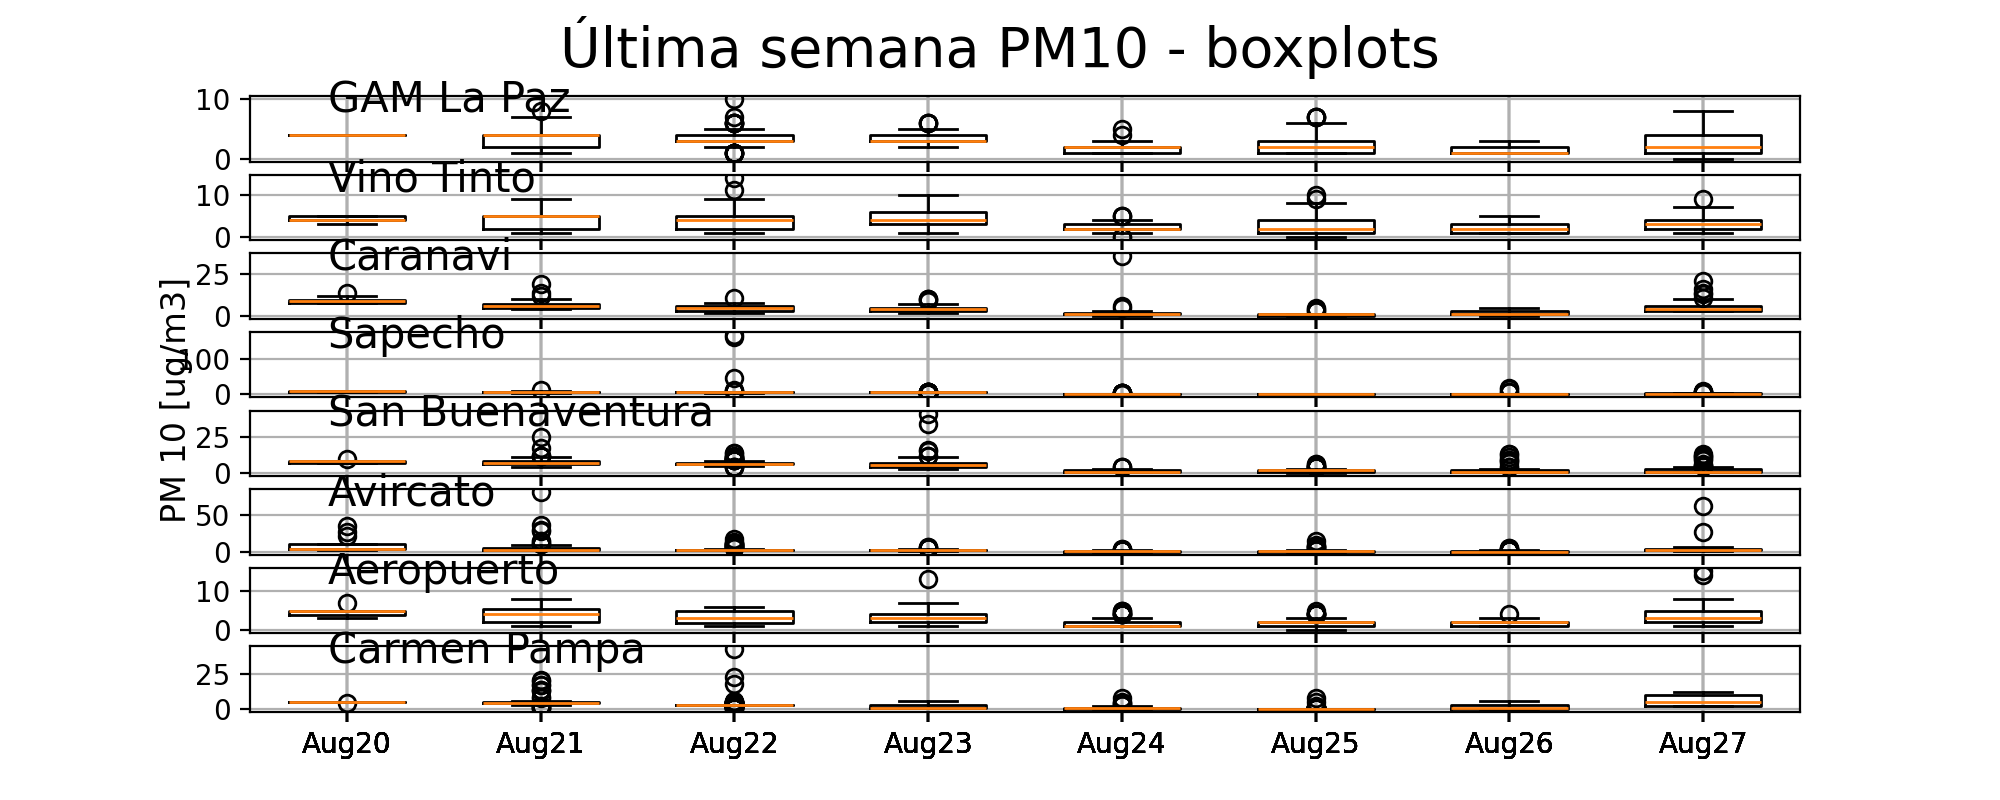 Última semana PM10 - boxplots
PM 10 [ug/m3]
GAM La Paz
10
0
Vino Tinto
10
0
Caranavi
25
0
Sapecho
100
0
San Buenaventura
25
0
Avircato
50
0
Aeropuerto
10
0
Carmen Pampa
25
0
Aug20 Aug21 Aug22 Aug23 Aug24 Aug25 Aug26 Aug27